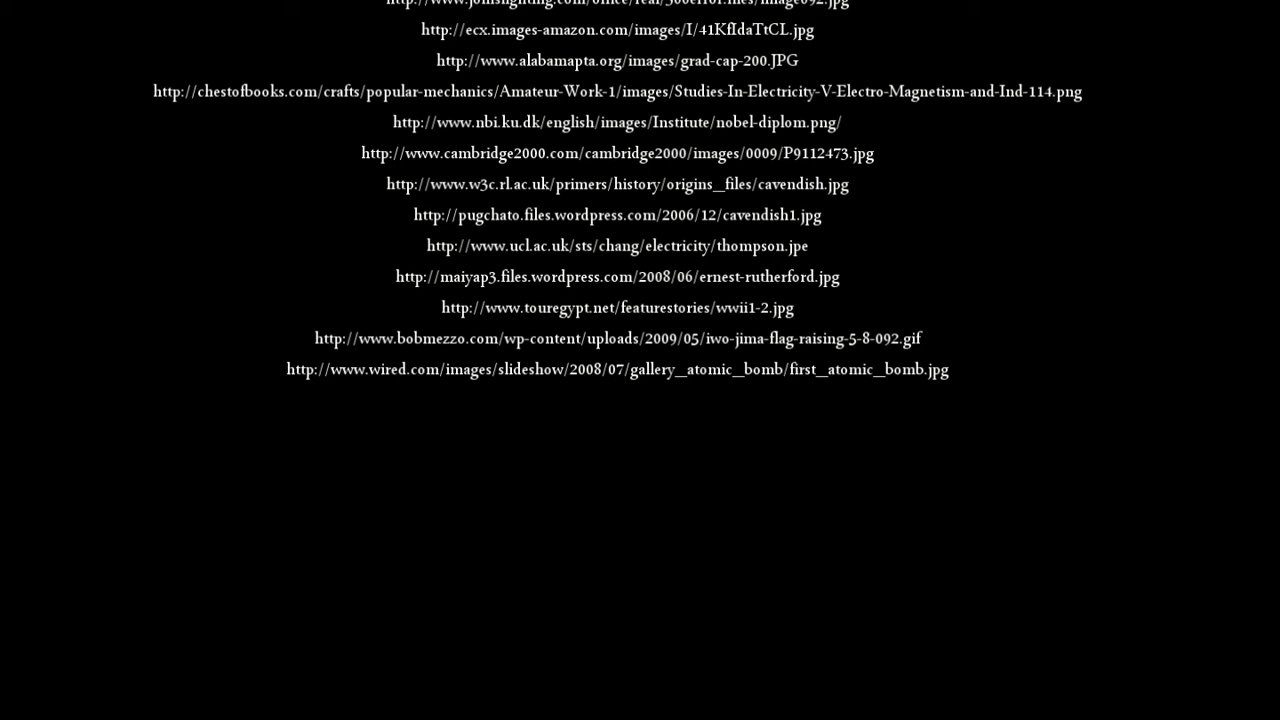 http://ecx.images-amazon.com/images/I/41KfIdaTtCL.jpg
http://www.alabamapta.org/images/grad-cap-200.JPG
http://chestofbooks.com/crafts/popular-mechanics/Amateur-Work-1/images/Studies-In-Electricity-V-Electro-Magnetism-and-Ind-114.png
http://www.nbi.ku.dk/english/images/Institute/nobel-diplom.png/
http://www.cambridge2000.com/cambridge2000/images/0009/P9112473.jpg
http://www.w3c.rl.ac.uk/primers/history/origins_files/cavendish.jpg
http://pugchato.files.wordpress.com/2006/12/cavendish1.jpg
http://www.ucl.ac.uk/sts/chang/electricity/thompson.jpe
http://maiyap3.files.wordpress.com/2008/06/ernest-rutherford.jpg
http://www.touregypt.net/featurestories/wwii1-2.jpg
http://www.bobmezzo.com/wp-content/uploads/2009/05/iwo-jima-flag-raising-5-8-092.gif
http://www.wired.com/images/slideshow/2008/07/gallery_atomic_bomb/first_atomic_bomb.jpg